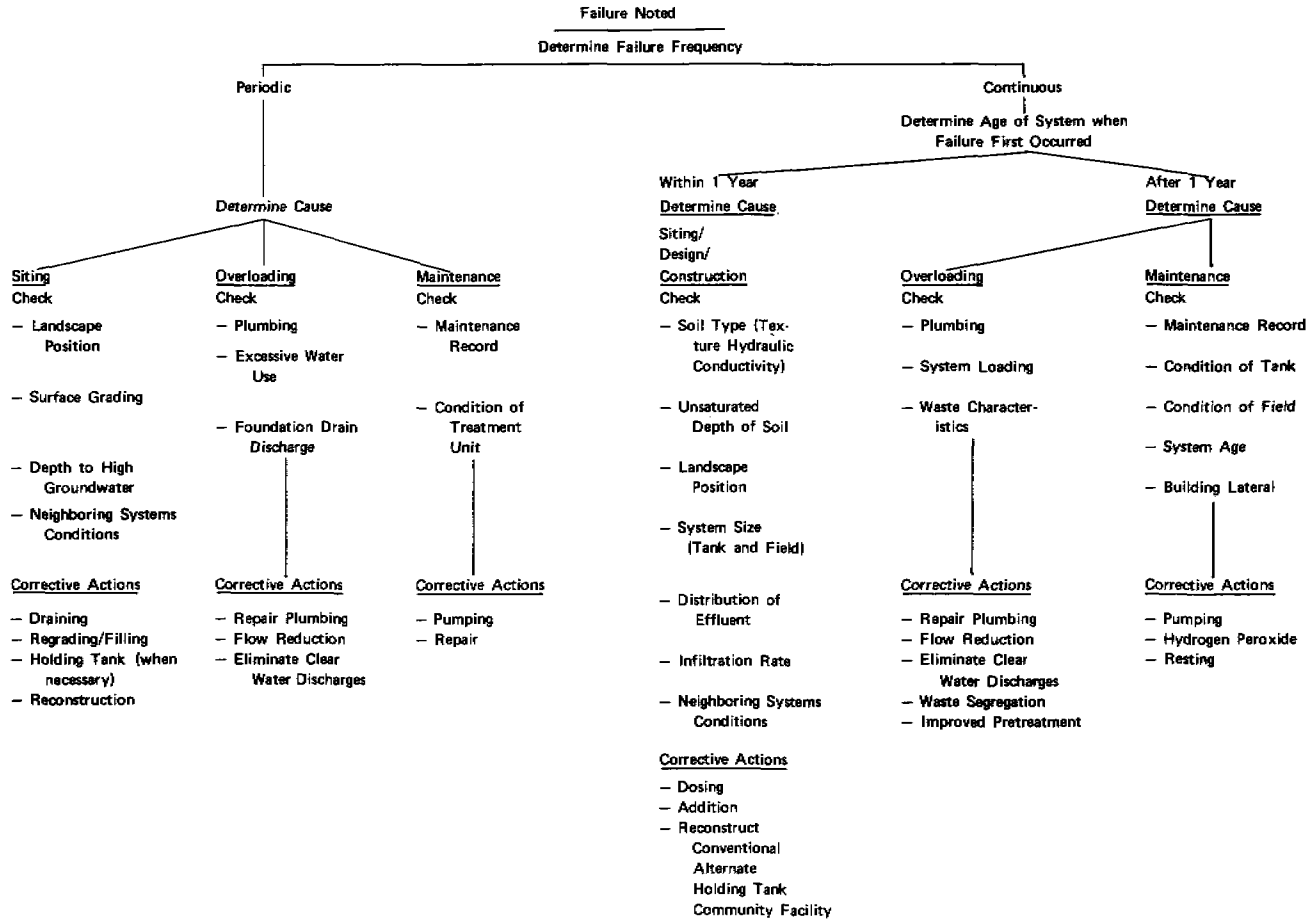 Failure Noted
Determine Failure Frequency
Periodic
Continuous
Determine Age of System when
Failure First Occurred
Within 1 Year
After 1 Year
Determine Cause
Siting
Check
— Landscape
Position
— Surface Grading
— Depth to High
Groundwater
— Neighboring Systems
Conditions
Corrective Actions
— Draining
— Regrading/Filling
— Holding Tank (when
necessary)
— Reconstruction
Overloading
Check
— Plumbing
— Excessive Water
Use
— Foundation Drain
Discharge
Corrective Actions
— Repair Plumbing
— Flow Reduction
— Eliminate Clear
Water Discharges
Maintenance
Check
— Maintenance
Record
— Condition of
Treatment
Unit
Corrective Actions
— Pumping
— Repair
Determine Cause
Siting/
Design/
Construction
Check
— Soil Type (Tex-
ture Hydraulic
Conductivity)
— Unsaturated
Depth of Soil
— Landscape
Position
— System Size
(Tank and Field)
— Distribution of
Effluent
— Infiltration Rate
— Neighboring Systems
Conditions
Corrective Actions
— Dosing
— Addition
— Reconstruct
Conventional
Alternate
Holding Tank
Community Facility
Determine Cause
Overloading
Check
— Plumbing
— System Loading
— Waste Character-
istics
Corrective Actions
— Repair Plumbing
— Flow Reduction
— Eliminate Clear
Water Discharges
— Waste Segregation
— Improved Pretreatment
Maintenance
Check
— Maintenance Record
— Condition of Tank
— Condition of Field
— System Age
— Building Lateral
Corrective Actions
— Pumping
— Hydrogen Peroxide
— Resting